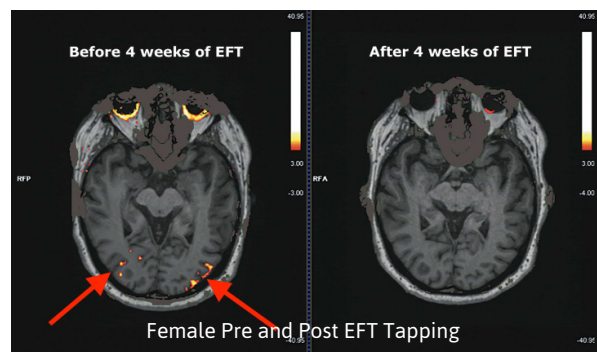 40.95
40.95
Before 4 weeks of EFT
After 4 weeks of EFT
3.00
3.00
RFP
-3.00
RFA
-4.00
-40.95
-40.95
Female Pre and Post EFT Tapping